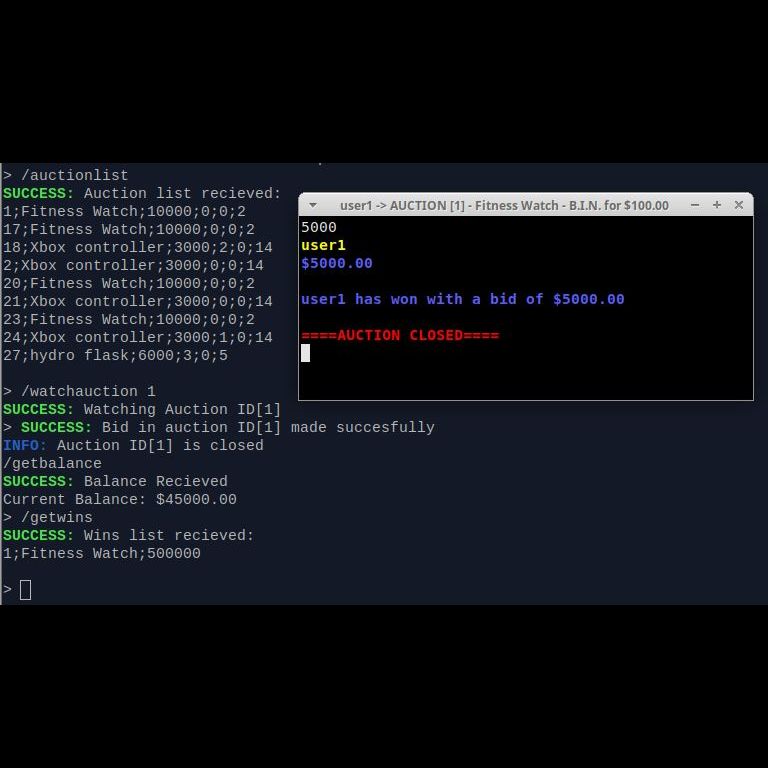 > /auctionlist
SUCCESS: Auction list recieved:
1;Fitness Watch;10000;0;0;2
17;Fitness Watch;10000;0;0;2
18;Xbox controller;3000;2;0;14
2;Xbox controller;3000;0;0;14
20;Fitness Watch;10000;0;0;2
21;Xbox controller;3000;0;0;14
23;Fitness Watch;10000;0;0;2
24;Xbox controller;3000;1;0;14
27;hydro flask;6000;3;0;5
> /watchauction 1
SUCCESS: Watching Auction ID[1]
> SUCCESS: Bid in auction ID[1] made succesfully
INFO: Auction ID[1] is closed
/getbalance
SUCCESS: Balance Recieved
Current Balance: $45000.00
> /getwins
SUCCESS: Wins list recieved:
1;Fitness Watch;500000
>
user1 -> AUCTION [1] - Fitness Watch - B.I.N. for $100.00
5000
user1
$5000.00
user1 has won with a bid of $5000.00
====AUCTION CLOSED====